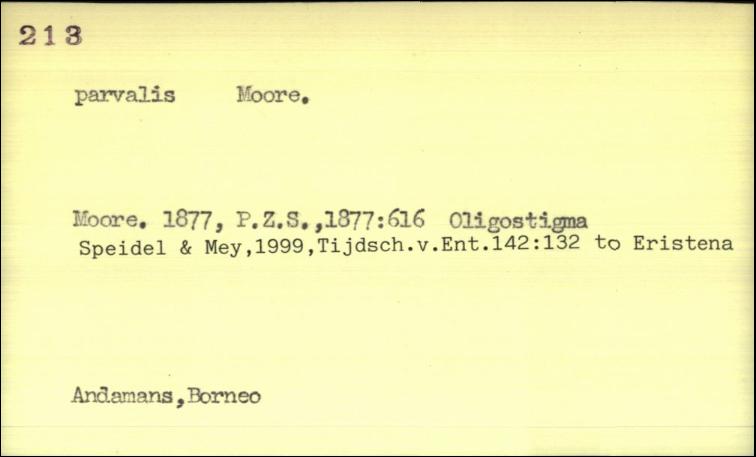 213
parvalis Moore.
Moore. 1877, P.Z.S.,1877:616 Oligostigma
Speidel & Mey,1999,Tijdsch.v.Ent.142:132 to Eristena
Andamans,Borneo